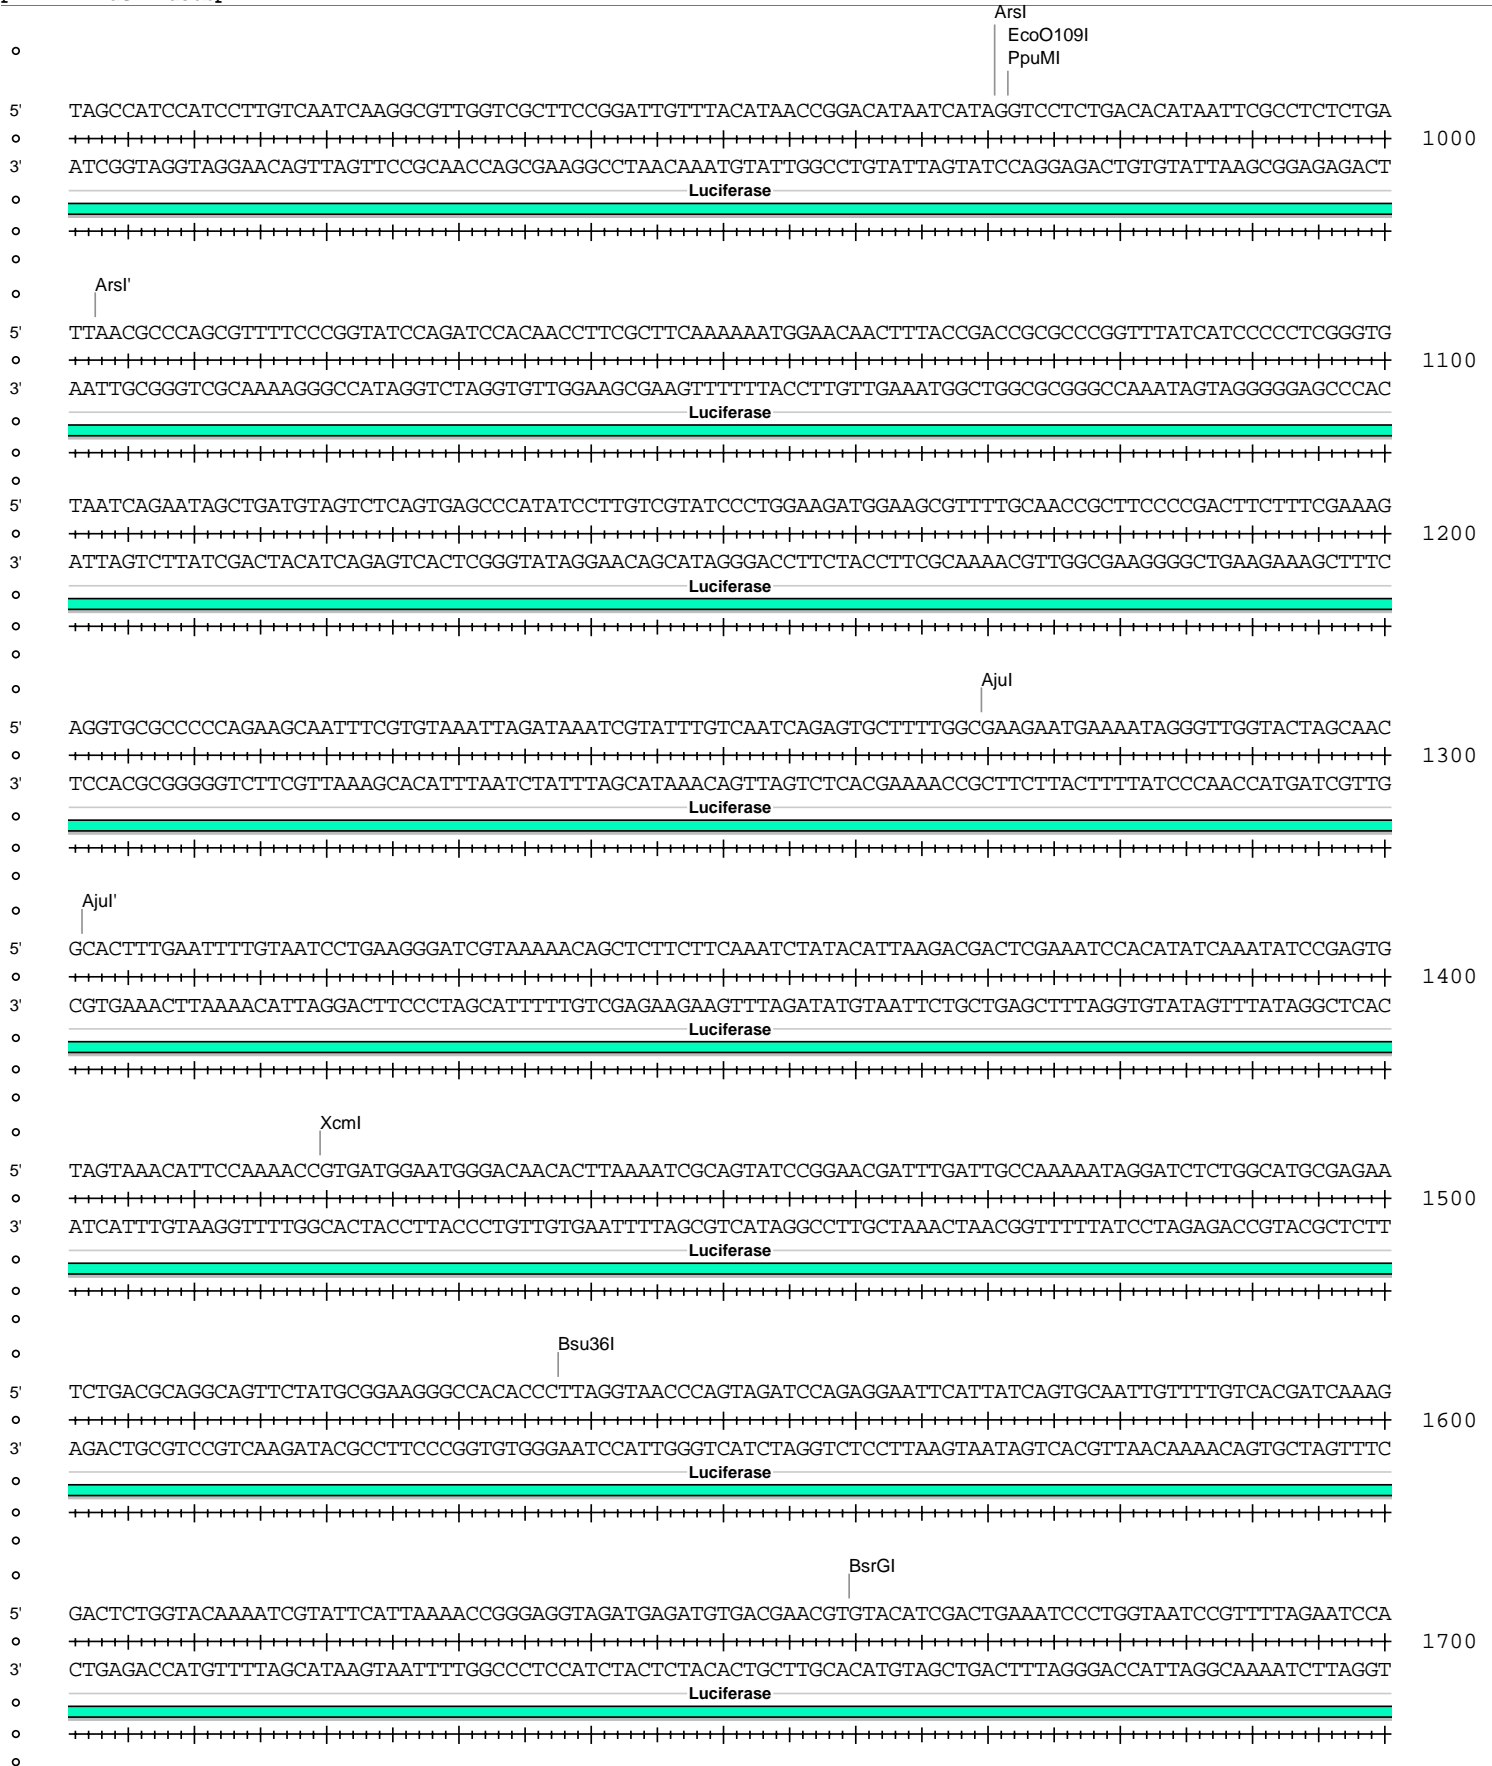 ArsI
EcoO109I
PpuMI
5' TAGCCATCCATCCTTGTCAATCAAGGCGTTGGTCGCTTCCGGATTGTTTACATAACCGGACATAATCATAGGTCCTCTGACACATAATTCGCCTCTCTGA
1000
3' ATCGGTAGGTAGGAACAGTTAGTTCCGCAACCAGCGAAGGCCTAACAAATGTATTGGCCTGTATTAGTATCCAGGAGACTGTGTATTAAGCGGAGAGACT
Luciferase
ArsI'
5' TTAACGCCCAGCGTTTTCCCGGTATCCAGATCCACAACCTTCGCTTCAAAAAATGGAACAACTTTACCGACCGCGCCCGGTTTATCATCCCCCTCGGGTG
1100
3' AATTGCGGGTCGCAAAAGGGCCATAGGTCTAGGTGTTGGAAGCGAAGTTTTTTACCTTGTTGAAATGGCTGGCGCGGGCCAAATAGTAGGGGGAGCCCAC
Luciferase
5' TAATCAGAATAGCTGATGTAGTCTCAGTGAGCCCATATCCTTGTCGTATCCCTGGAAGATGGAAGCGTTTTGCAACCGCTTCCCCGACTTCTTTCGAAAG
1200
3' ATTAGTCTTATCGACTACATCAGAGTCACTCGGGTATAGGAACAGCATAGGGACCTTCTACCTTCGCAAAACGTTGGCGAAGGGGCTGAAGAAAGCTTTC
Luciferase
AjuI
5' AGGTGCGCCCCCAGAAGCAATTTCGTGTAAATTAGATAAATCGTATTTGTCAATCAGAGTGCTTTTGGCGAAGAATGAAAATAGGGTTGGTACTAGCAAC
1300
3' TCCACGCGGGGGTCTTCGTTAAAGCACATTTAATCTATTTAGCATAAACAGTTAGTCTCACGAAAACCGCTTCTTACTTTTATCCCAACCATGATCGTTG
Luciferase
AjuI'
5' GCACTTTGAATTTTGTAATCCTGAAGGGATCGTAAAAACAGCTCTTCTTCAAATCTATACATTAAGACGACTCGAAATCCACATATCAAATATCCGAGTG
1400
3' CGTGAAACTTAAAACATTAGGACTTCCCTAGCATTTTTGTCGAGAAGAAGTTTAGATATGTAATTCTGCTGAGCTTTAGGTGTATAGTTTATAGGCTCAC
Luciferase
XcmI
5' TAGTAAACATTCCAAAACCGTGATGGAATGGGACAACACTTAAAATCGCAGTATCCGGAACGATTTGATTGCCAAAAATAGGATCTCTGGCATGCGAGAA
1500
3' ATCATTTGTAAGGTTTTGGCACTACCTTACCCTGTTGTGAATTTTAGCGTCATAGGCCTTGCTAAACTAACGGTTTTTATCCTAGAGACCGTACGCTCTT
Luciferase
Bsu36I
5' TCTGACGCAGGCAGTTCTATGCGGAAGGGCCACACCCTTAGGTAACCCAGTAGATCCAGAGGAATTCATTATCAGTGCAATTGTTTTGTCACGATCAAAG
1600
3' AGACTGCGTCCGTCAAGATACGCCTTCCCGGTGTGGGAATCCATTGGGTCATCTAGGTCTCCTTAAGTAATAGTCACGTTAACAAAACAGTGCTAGTTTC
Luciferase
BsrGI
5' GACTCTGGTACAAAATCGTATTCATTAAAACCGGGAGGTAGATGAGATGTGACGAACGTGTACATCGACTGAAATCCCTGGTAATCCGTTTTAGAATCCA
1700
3' CTGAGACCATGTTTTAGCATAAGTAATTTTGGCCCTCCATCTACTCTACACTGCTTGCACATGTAGCTGACTTTAGGGACCATTAGGCAAAATCTTAGGT
Luciferase